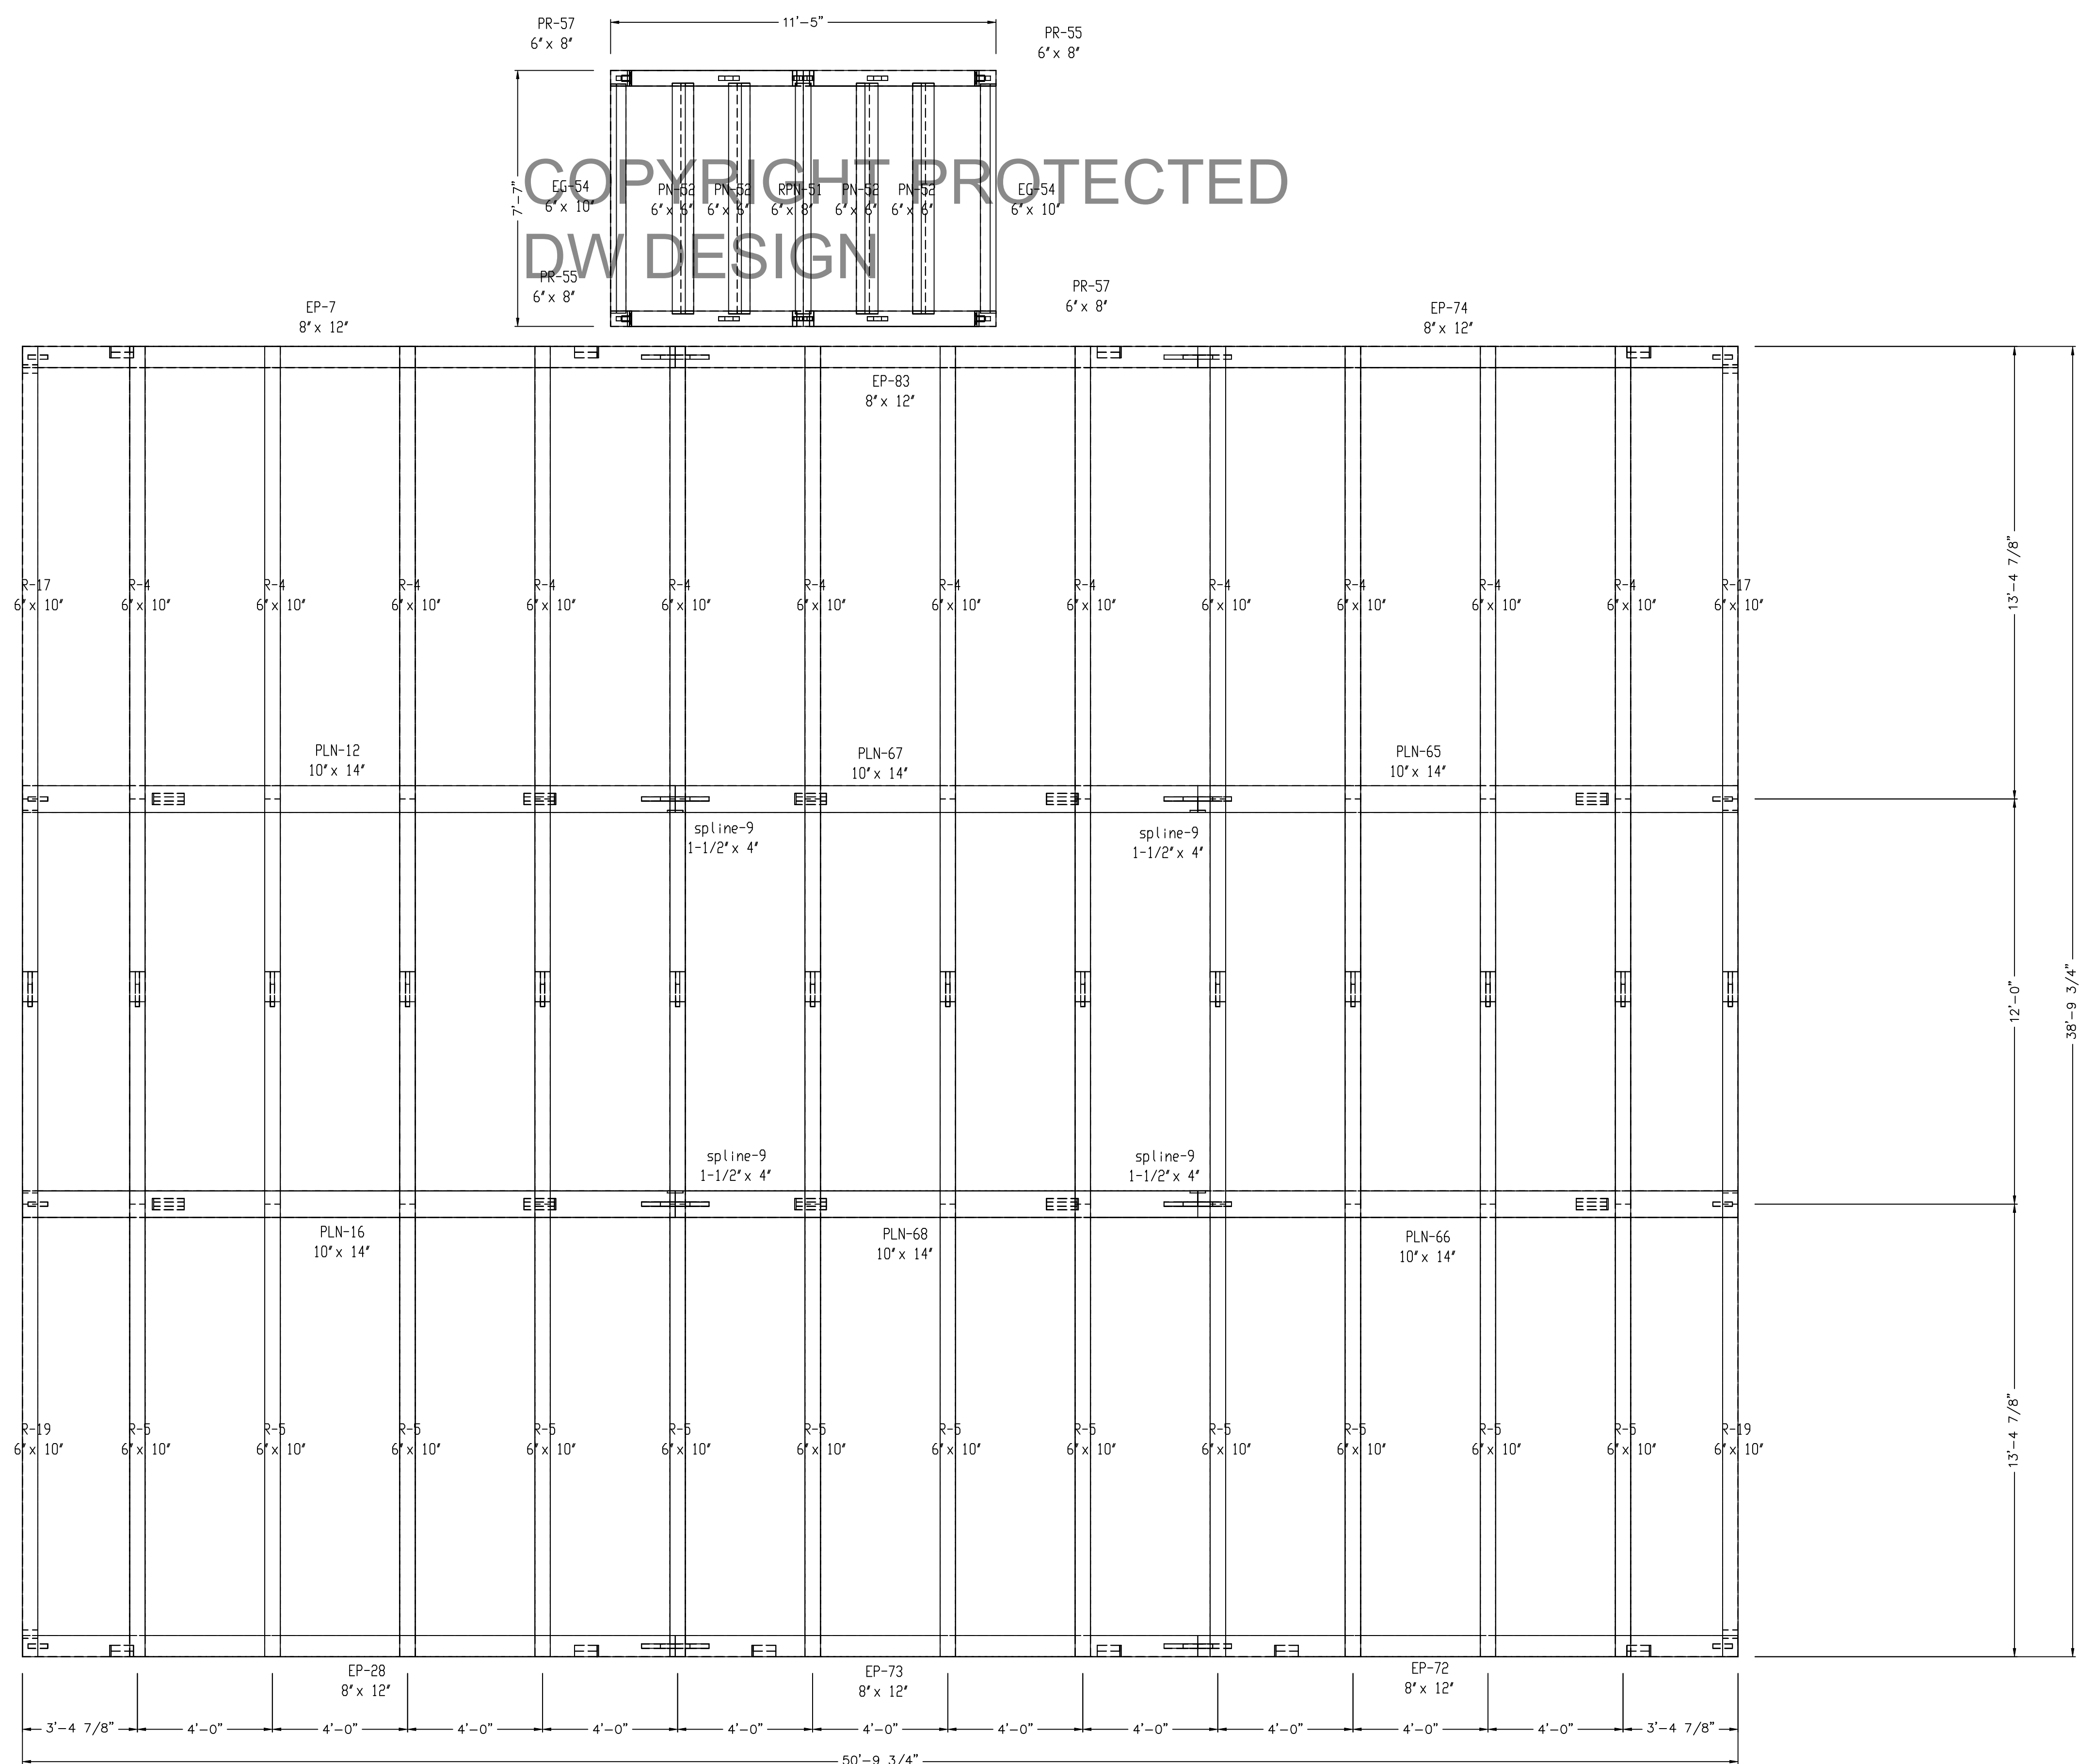 PR-57
6"x 8"
11'-5"
PR-55
6"x 8"
7'-7"
EG-54
6"x 10"
PN-52
6"x 6"
PN-52
6"x 6"
RPN-51
6"x 8"
PN-52
6"x 6"
PN-52
6"x 6"
EG-54
6"x 10"
COPYRIGHT PROTECTED
DW DESIGN
PR-55
6"x 8"
PR-57
6"x 8"
EP-7
8"x 12"
EP-74
8"x 12"
EP-83
8"x 12"
R-17
6"x 10"
R-4
6"x 10"
R-4
6"x 10"
R-4
6"x 10"
R-4
6"x 10"
R-4
6"x 10"
R-4
6"x 10"
R-4
6"x 10"
R-4
6"x 10"
R-4
6"x 10"
R-4
6"x 10"
R-4
6"x 10"
R-4
6"x 10"
R-17
6"x 10"
13'-4 7/8"
PLN-12
10"x 14"
PLN-67
10"x 14"
PLN-65
10"x 14"
spline-9
1-1/2"x 4"
spline-9
1-1/2"x 4"
12'-0"
38'-9 3/4"
spline-9
1-1/2"x 4"
spline-9
1-1/2"x 4"
PLN-16
10"x 14"
PLN-68
10"x 14"
PLN-66
10"x 14"
R-19
6"x 10"
R-5
6"x 10"
R-5
6"x 10"
R-5
6"x 10"
R-5
6"x 10"
R-5
6"x 10"
R-5
6"x 10"
R-5
6"x 10"
R-5
6"x 10"
R-5
6"x 10"
R-5
6"x 10"
R-5
6"x 10"
R-5
6"x 10"
R-19
6"x 10"
13'-4 7/8"
EP-28
8"x 12"
EP-73
8"x 12"
EP-72
8"x 12"
3'-4 7/8"
4'-0"
4'-0"
4'-0"
4'-0"
4'-0"
4'-0"
4'-0"
4'-0"
4'-0"
4'-0"
4'-0"
3'-4 7/8"
50'-9 3/4"